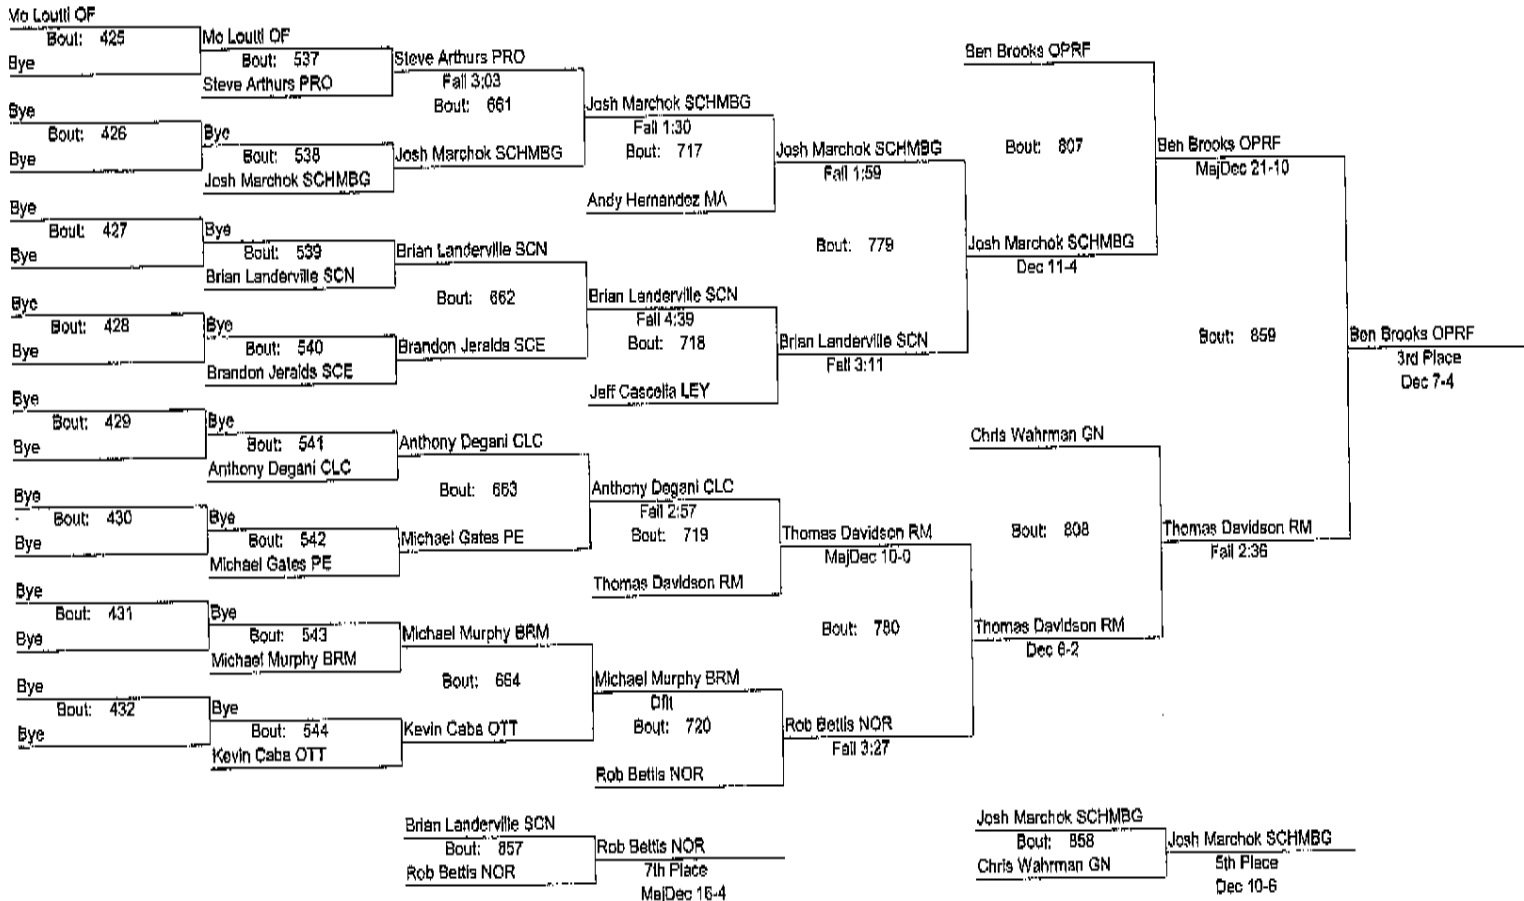 Mo Loutti OF
Bout: 425
Bye
Mo Loutti OF
Bout: 537
Steve Arthurs PRO
Bye
Bout: 426
Bye
Bye
Bout: 538
Josh Marchok SCHMBG
Bye
Bout: 427
Bye
Bye
Bout: 539
Brian Landerville SCN
Bye
Bout: 428
Bye
Bye
Bout: 540
Brandon Jeralds SCE
Bye
Bout: 429
Bye
Bye
Bout: 541
Anthony Degani CLC
Bye
Bout: 430
Bye
Bye
Bout: 542
Michael Gates PE
Bye
Bout: 431
Bye
Bye
Bout: 543
Michael Murphy BRM
Bye
Bout: 432
Bye
Bye
Bout: 544
Kevin Caba OTT
Steve Arthurs PRO
Fall 3:03
Bout: 661
Josh Marchok SCHMBG
Brian Landerville SCN
Bout: 662
Brandon Jeralds SCE
Anthony Degani CLC
Bout: 663
Michael Gates PE
Michael Murphy BRM
Bout: 664
Kevin Caba OTT
Josh Marchok SCHMBG
Fall 1:30
Bout: 717
Andy Hernandez MA
Brian Landerville SCN
Fall 4:39
Bout: 718
Jeff Cascella LEY
Anthony Degani CLC
Fall 2:57
Bout: 719
Thomas Davidson RM
Michael Murphy BRM
Dflt
Bout: 720
Rob Bettis NOR
Josh Marchok SCHMBG
Fall 1:59
Bout: 779
Brian Landerville SCN
Fall 3:11
Thomas Davidson RM
MajDec 10-0
Bout: 780
Rob Bettis NOR
Fall 3:27
Ben Brooks OPRF
Bout: 807
Josh Marchok SCHMBG
Dec 11-4
Chris Wahrman GN
Bout: 808
Thomas Davidson RM
Dec 6-2
Ben Brooks OPRF
MajDec 21-10
Bout: 859
Thomas Davidson RM
Fall 2:36
Ben Brooks OPRF
3rd Place
Dec 7-4
Brian Landerville SCN
Bout: 857
Rob Bettis NOR
Rob Bettis NOR
7th Place
MajDec 16-4
Josh Marchok SCHMBG
Bout: 858
Chris Wahrman GN
Josh Marchok SCHMBG
5th Place
Dec 10-6